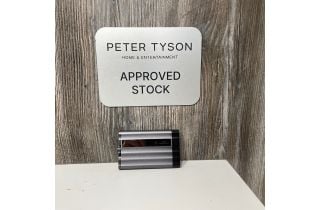 PETER TYSON
HOME & ENTERTAINMENT
APPROVED
STOCK